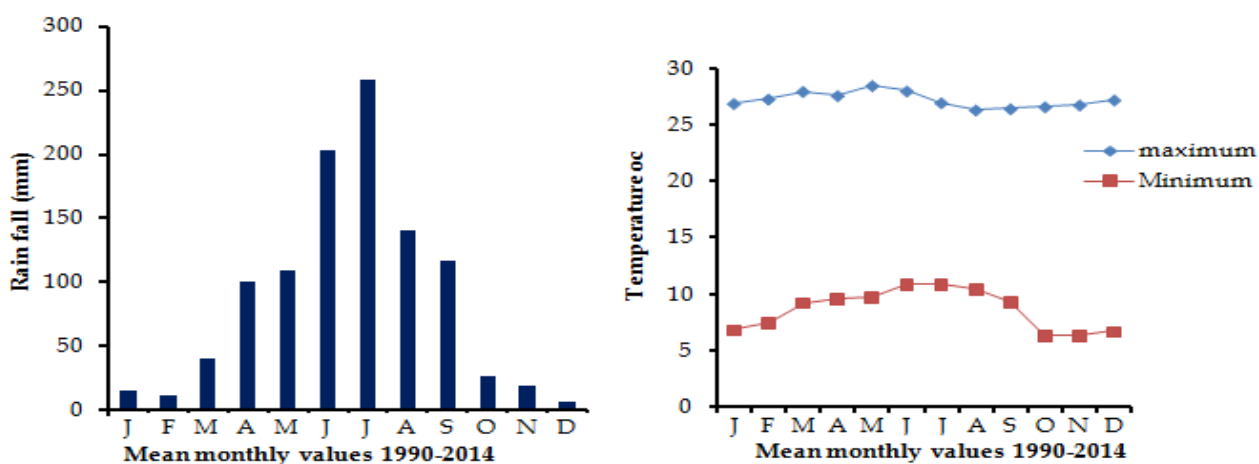 Rain fall (mm)
300
250
200
150
100
50
0
J F M A M J J A S O N D
Mean monthly values 1990-2014
Temperature oc
30
25
20
15
10
5
0
J F M A M J J A S O N D
Mean monthly values 1990-2014
maximum
Minimum